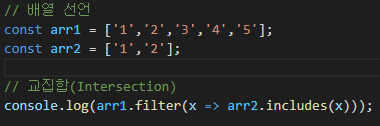 // 배열 선언
const arr1 = ['1','2','3','4','5'];
const arr2 = ['1','2'];
// 교집합(Intersection)
console.log(arr1.filter(x => arr2.includes(x)));